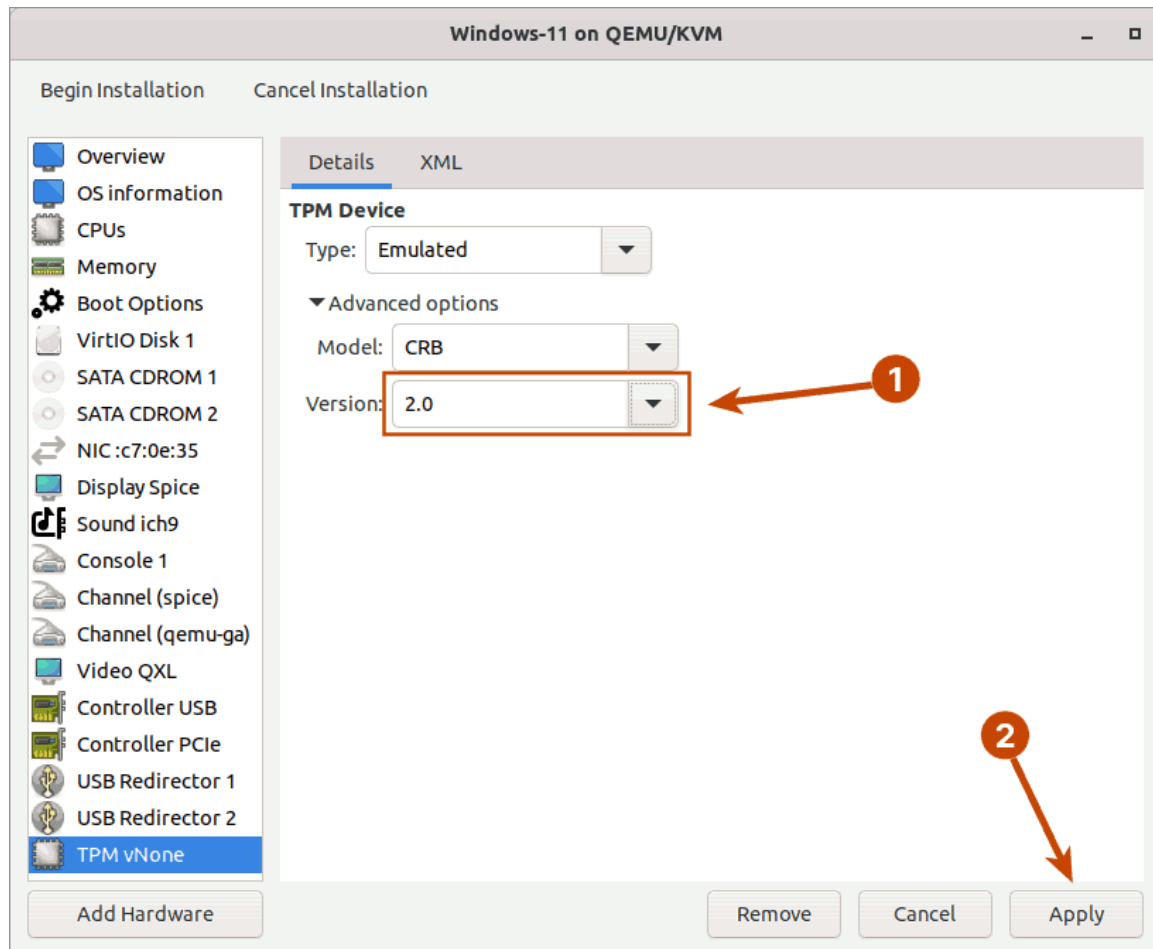 Windows-11 on QEMU/KVM
Begin Installation Cancel Installation
Overview
OS information
CPUs
Memory
Boot Options
VirtIO Disk 1
SATA CDROM 1
SATA CDROM 2
NIC :c7:0e:35
Display Spice
Sound ich9
Console 1
Channel (spice)
Channel (qemu-ga)
Video QXL
Controller USB
Controller PCIe
USB Redirector 1
USB Redirector 2
TPM vNone
Add Hardware
Details XML
TPM Device
Type: Emulated
Advanced options
Model: CRB
Version: 2.0
1
2
Remove Cancel Apply